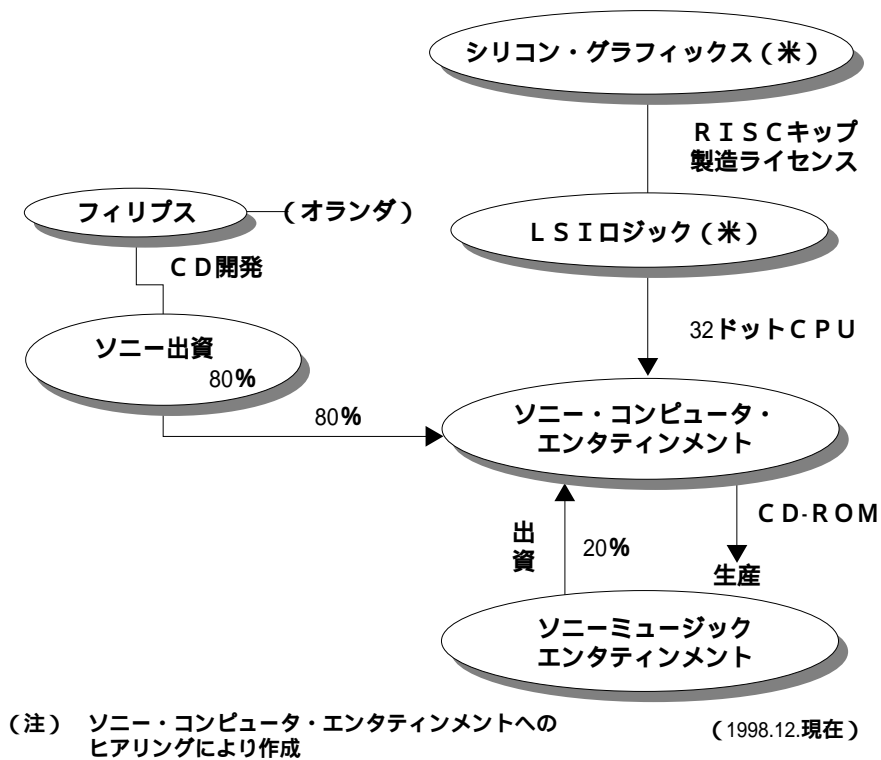 シリコン・グラフィックス(米)
RISCキップ
製造ライセンス
フィリプス
(オランダ)
LSIロジック(米)
CD開発
32ドットCPU
ソニー出資
80%
80%
ソニー・コンピュータ・
エンタティンメント
CD-ROM
出資
20%
生産
ソニーミュージック
エンタティンメント
(注) ソニー・コンピュータ・エンタティンメントへの
ヒアリングにより作成
(1998.12.現在)